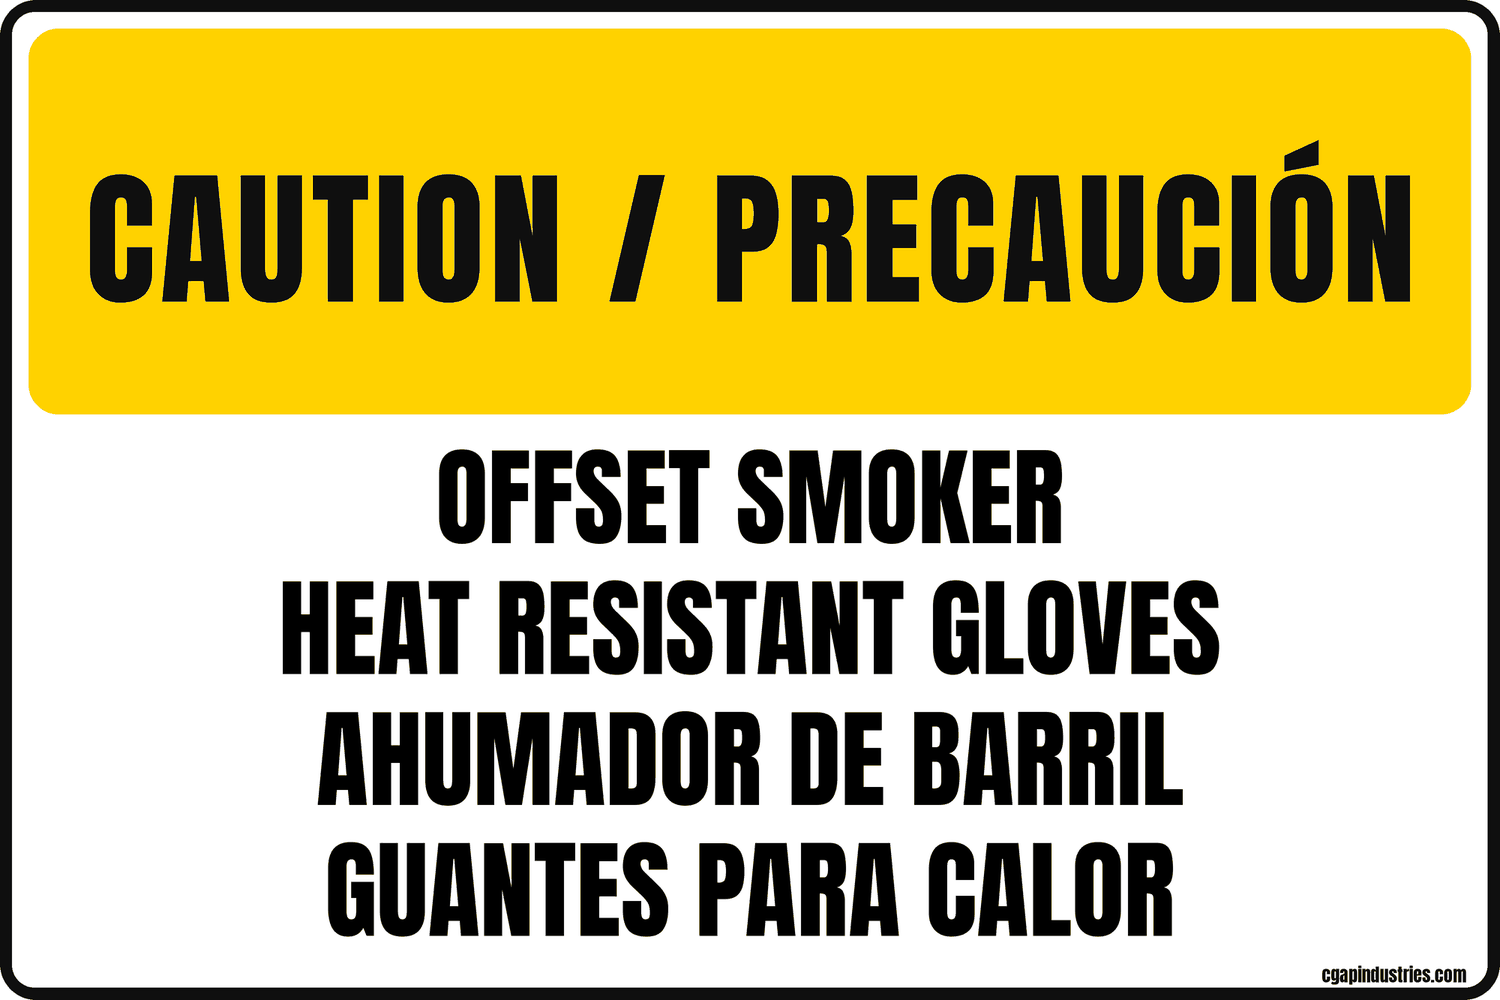 CAUTION / PRECAUCIÓN
OFFSET SMOKER
HEAT RESISTANT GLOVES
AHUMADOR DE BARRIL
GUANTES PARA CALOR
cgapindustries.com